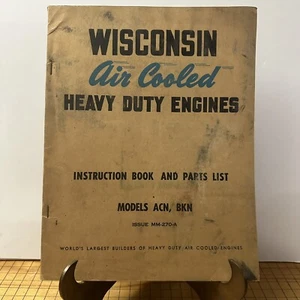 WISCONSIN
Air Cooled
HEAVY DUTY ENGINES
INSTRUCTION BOOK AND PARTS LIST
MODELS ACN, BKN
ISSUE MM-270-A
WORLD'S LARGEST BUILDERS OF HEAVY DUTY AIR COOLED ENGINES